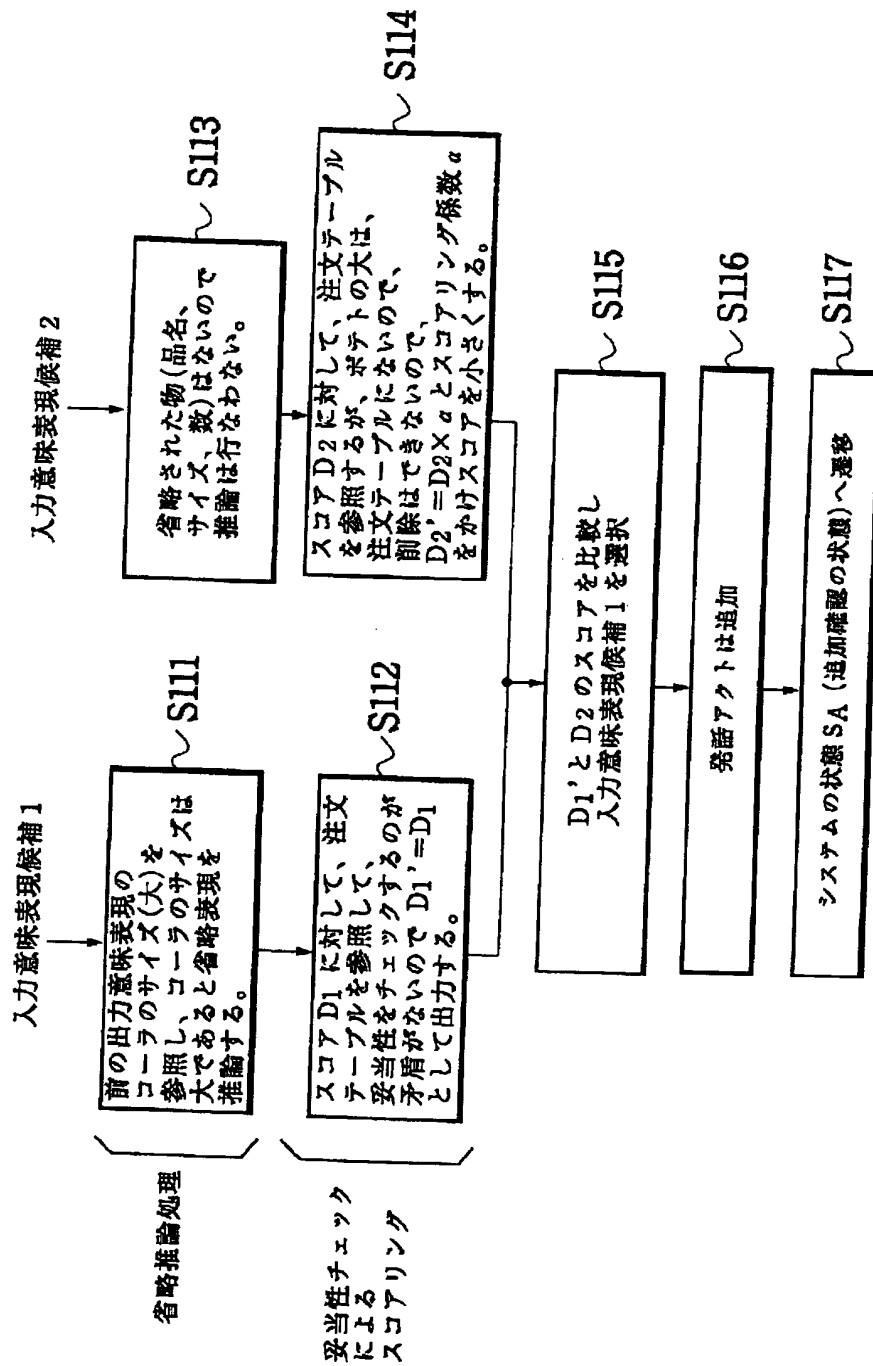 入力意味表現候補1
省略推論処理
前の出力意味表現の
コーラのサイズ(大)を
参照し、コーラのサイズは
大であると省略表現を
推論する。
S111
妥当性チェック
による
スコアリング
スコアD1に対して、注文
テーブルを参照して、
妥当性をチェックするのが
矛盾がないのでD1'=D1
として出力する。
S112
入力意味表現候補2
省略された物(品名、
サイズ、数)はないので
推論は行なわない。
S113
スコアD2に対して、注文テーブル
を参照するが、ポテトの大は、
注文テーブルにないので、
削除はできないので、
D2'=D2×αとスコアリング係数α
をかけスコアを小さくする。
S114
D1'とD2のスコアを比較し
入力意味表現候補1を選択
S115
発話アクトは追加
S116
システムの状態SA(追加確認の状態)へ遷移
S117